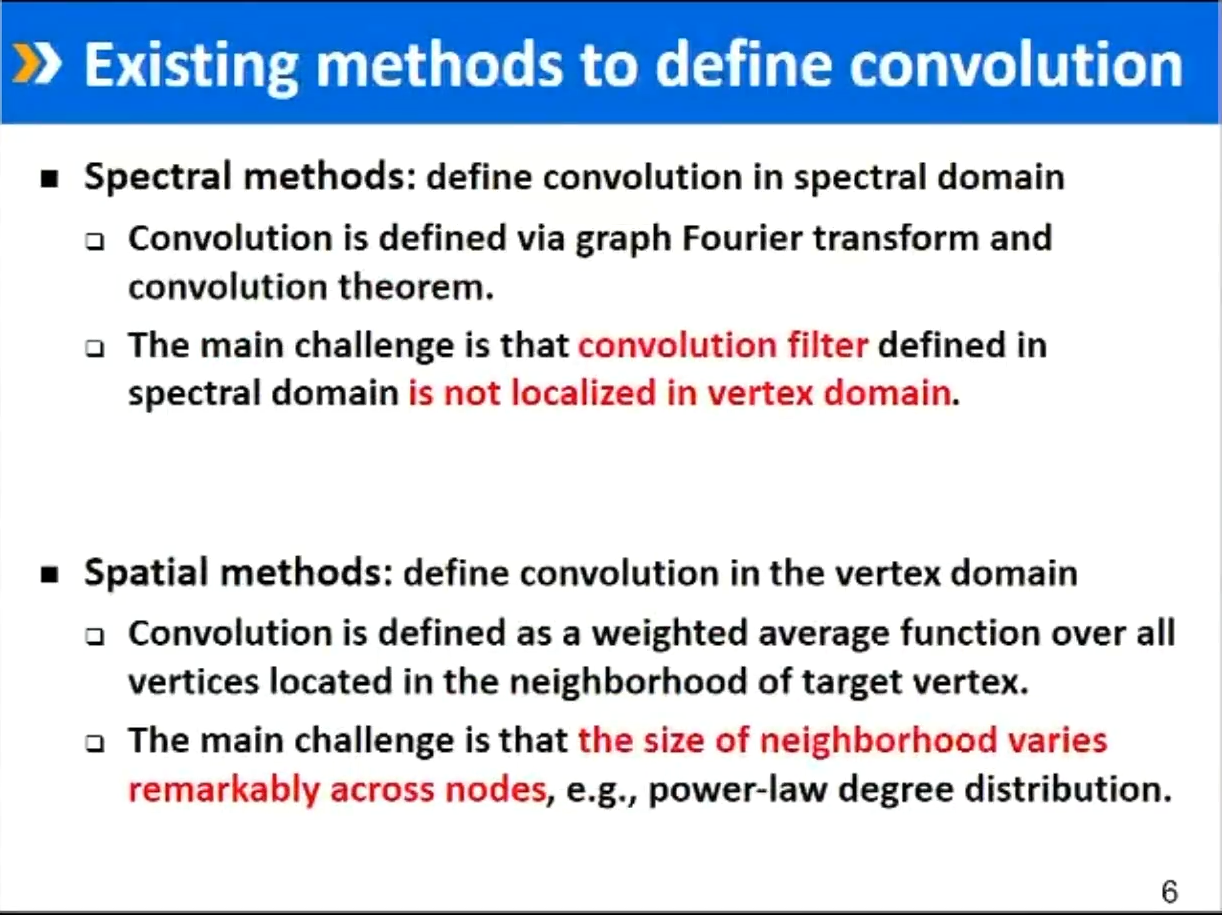 Existing methods to define convolution
Spectral methods: define convolution in spectral domain
Convolution is defined via graph Fourier transform and
convolution theorem.
The main challenge is that convolution filter defined in
spectral domain is not localized in vertex domain.
Spatial methods: define convolution in the vertex domain
Convolution is defined as a weighted average function over all
vertices located in the neighborhood of target vertex.
The main challenge is that the size of neighborhood varies
remarkably across nodes, e.g., power-law degree distribution.
6